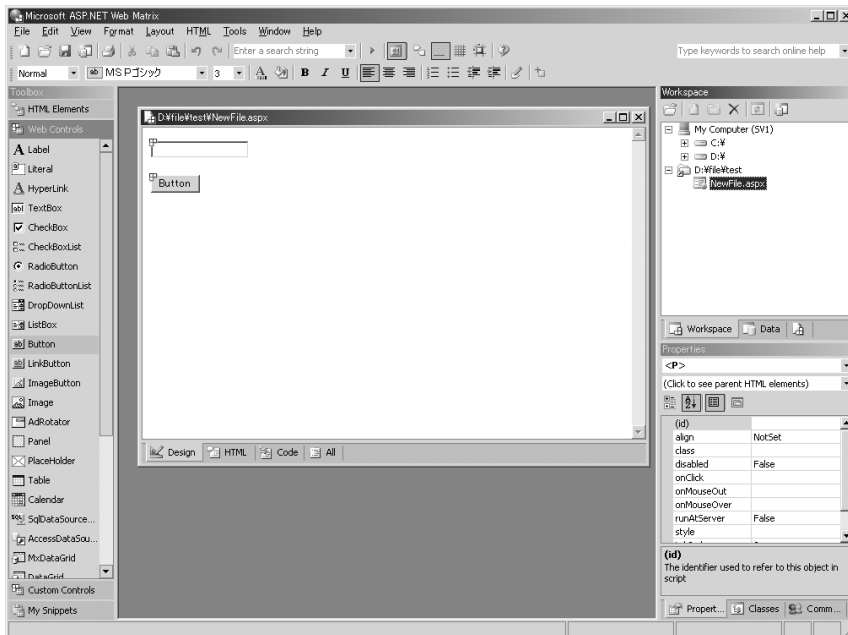 Microsoft ASP.NET Web Matrix
File Edit View Format Layout HTML Tools Window Help
Enter a search string
Type keywords to search online help
Normal
MS Pゴシック
3
A B I U
Toolbox
HTML Elements
Web Controls
Label
Literal
HyperLink
TextBox
CheckBox
CheckBoxList
RadioButton
RadioButtonList
DropDownList
ListBox
Button
LinkButton
ImageButton
Image
AdRotator
Panel
PlaceHolder
Table
Calendar
SqlDataSource...
AccessDataSou...
MxDataGrid
DataGrid
Custom Controls
My Snippets
D:¥file¥test¥NewFile.aspx
Button
Design HTML Code All
Workspace
My Computer (SV1)
C:¥
D:¥
D:¥file¥test
NewFile.aspx
Workspace Data
Properties
<P>
(Click to see parent HTML elements)
(id)
align NotSet
class
disabled False
onClick
onMouseOut
onMouseOver
runAtServer False
style
(id)
The identifier used to refer to this object in
script
Propert... Classes Comm...